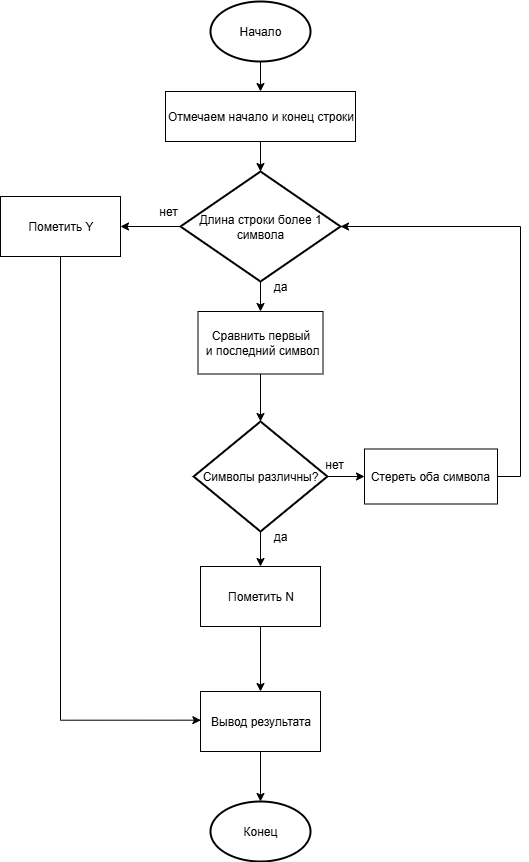 Начало
Отмечаем начало и конец строки
нет
Длина строки более 1
символа
Пометить Y
да
Сравнить первый
и последний символ
Символы различны?
нет
Стереть оба символа
да
Пометить N
Вывод результата
Конец